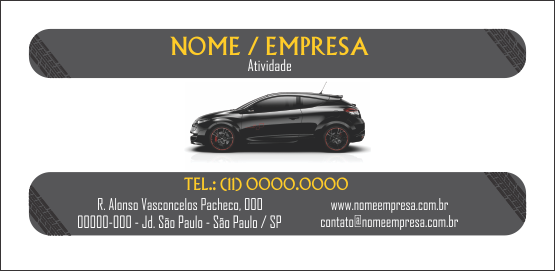 NOME / EMPRESA
Atividade
TEL.: (11) 0000.0000
R. Alonso Vasconcelos Pacheco, 000
00000-000 - Jd. São Paulo - São Paulo / SP
www.nomeempresa.com.br
contato@nomeempresa.com.br